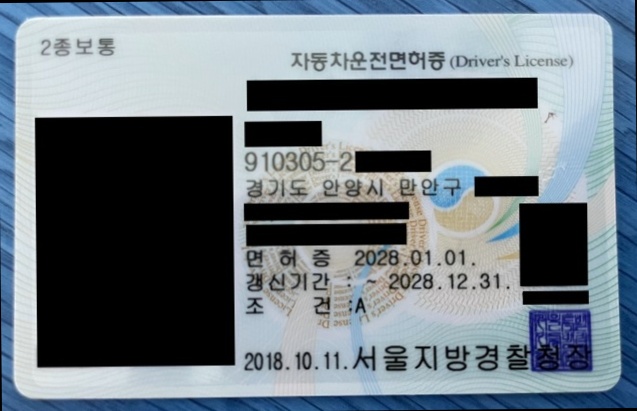 2종보통
자동차운전면허증 (Driver's License)
910305-2
경기도 안양시 만안구
면 허 증 2028.01.01.
갱신기간 : ~ 2028.12.31.
조 건 :A
2018.10.11. 서울지방경찰청장